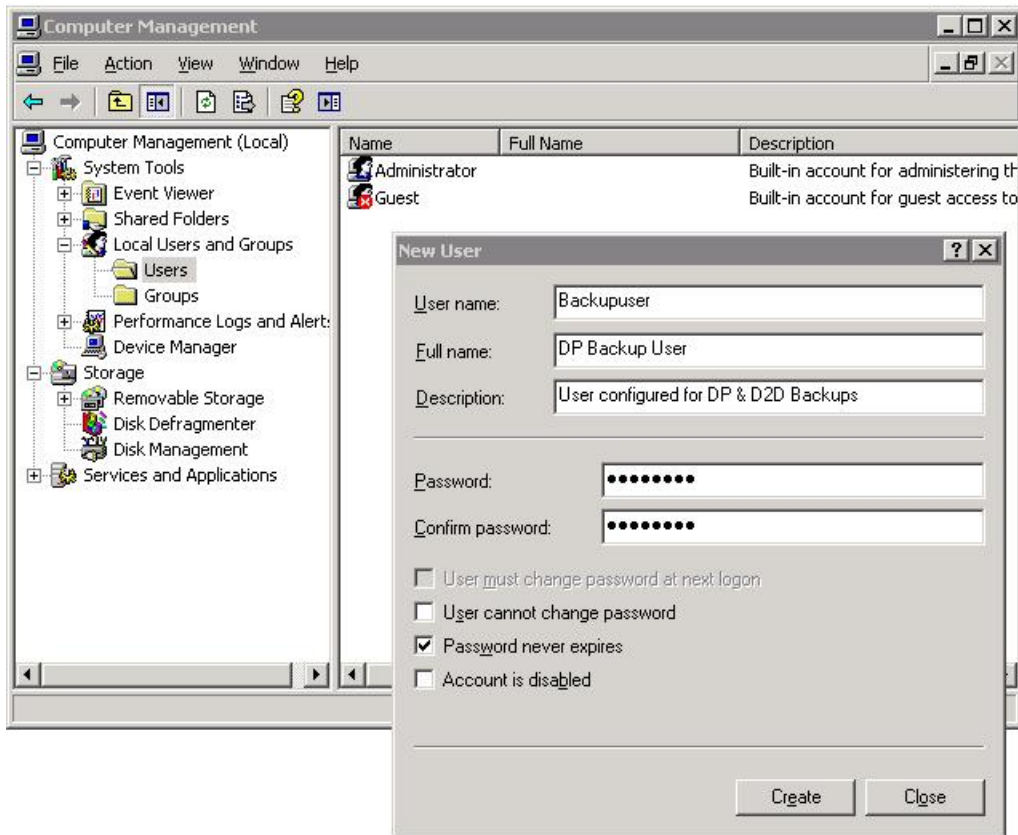 Computer Management
File Action View Window Help
Computer Management (Local)
System Tools
Event Viewer
Shared Folders
Local Users and Groups
Users
Groups
Performance Logs and Alert
Device Manager
Storage
Removable Storage
Disk Defragmenter
Disk Management
Services and Applications
Name Full Name Description
Administrator Built-in account for administering th
Guest Built-in account for guest access to
New User
User name: Backupuser
Full name: DP Backup User
Description: User configured for DP & D2D Backups
Password: ●●●●●●●●
Confirm password: ●●●●●●●●
User must change password at next logon
User cannot change password
Password never expires
Account is disabled
Create Close